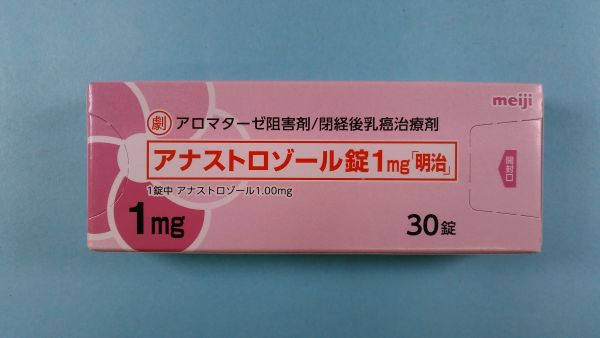 meiji
劇 アロマターゼ阻害剤/閉経後乳癌治療剤
アナストロゾール錠1mg「明治」
1錠中 アナストロゾール1.00mg
開封口
1mg
30錠